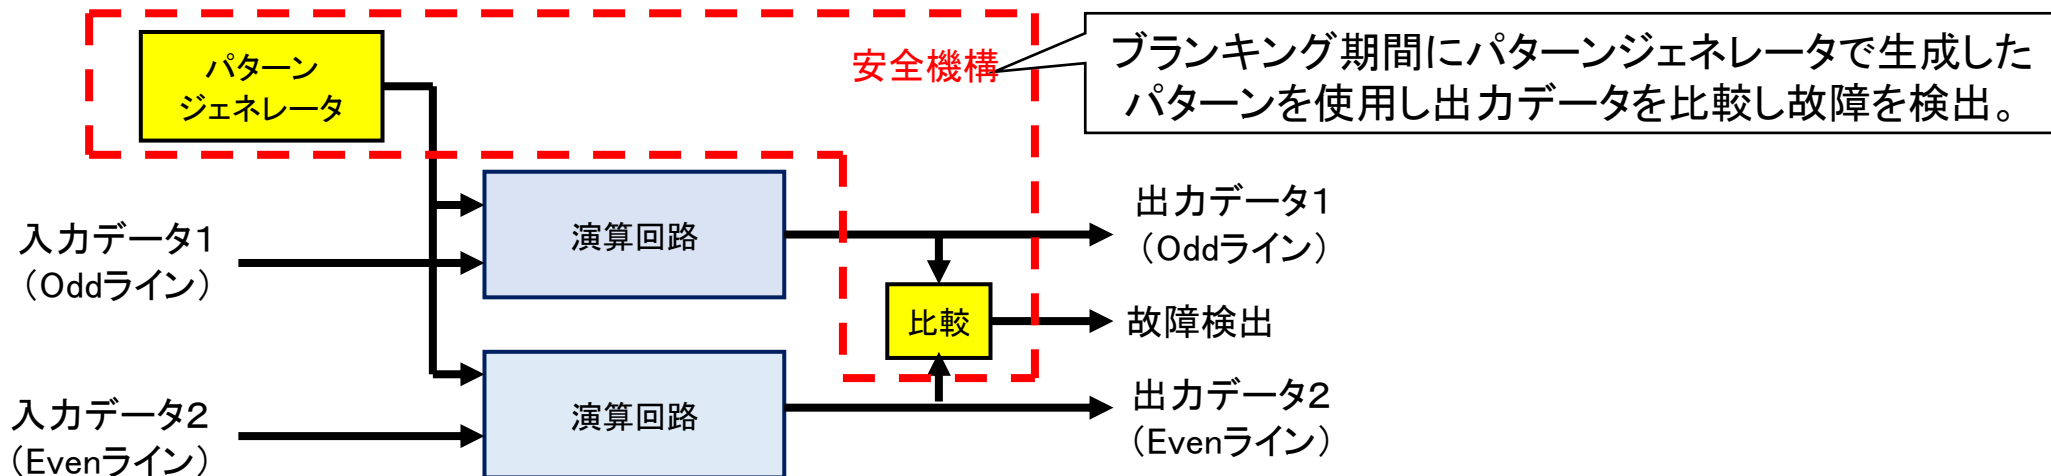 パターン
ジェネレータ
安全機構
ブランキング期間にパターンジェネレータで生成した
パターンを使用し出力データを比較し故障を検出。
入力データ1
（Oddライン）
演算回路
出力データ1
（Oddライン）
比較
故障検出
入力データ2
（Evenライン）
演算回路
出力データ2
（Evenライン）